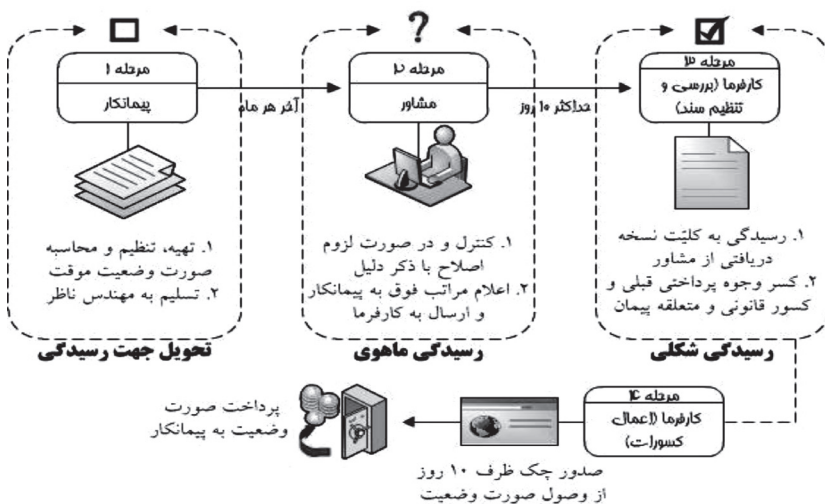 ?
مرحله ۱
پیمانکار
آخر هر ماه
۱. تهیه، تنظیم و محاسبه
صورت وضعیت موقت
۲. تسلیم به مهندس ناظر
تحویل جهت رسیدگی
مرحله ۲
مشاور
حداکثر ۱۰ روز
۱. کنترل و در صورت لزوم
اصلاح با ذکر دلیل
۲. اعلام مراتب فوق به پیمانکار
و ارسال به کارفرما
رسیدگی ماهوی
مرحله ۳
کارفرما (بررسی و
تنظیم سند)
۱. رسیدگی به کلیّت نسخه
دریافتی از مشاور
۲. کسر وجوه پرداختی قبلی و
کسور قانونی و متعلقه پیمان
رسیدگی شکلی
مرحله ۴
کارفرما (اعمال
کسورات)
صدور چک ظرف ۱۰ روز
از وصول صورت وضعیت
پرداخت صورت
وضعیت به پیمانکار